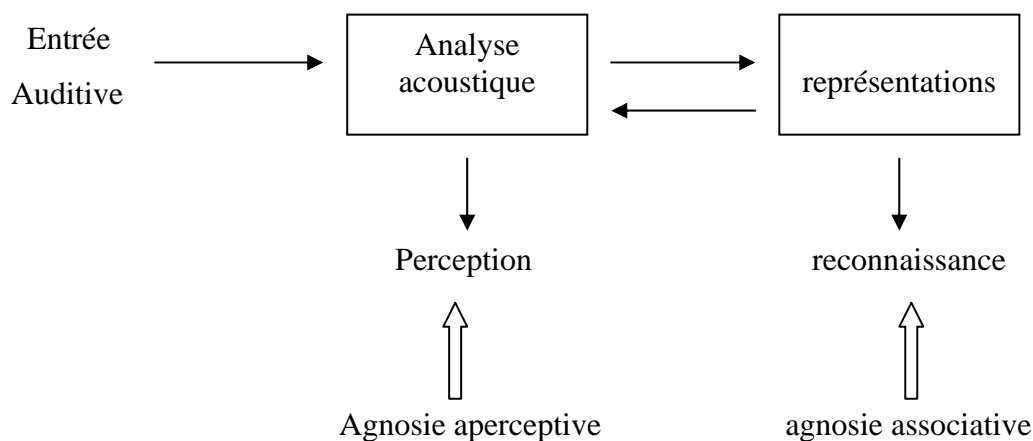 Entrée
Auditive
Analyse
acoustique
représentations
Perception
reconnaissance
Agnosie aperceptive
agnosie associative